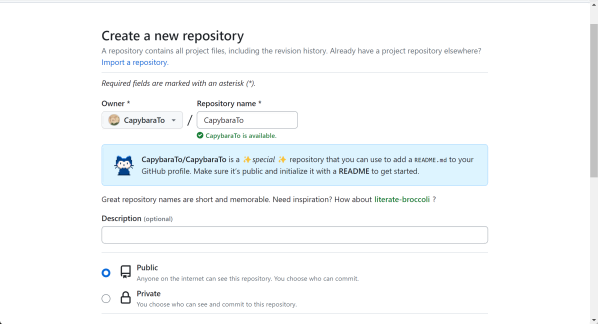 Create a new repository
A repository contains all project files, including the revision history. Already have a project repository elsewhere?
Import a repository.
Required fields are marked with an asterisk (*).
Owner * Repository name *
CapybaraTo / CapybaraTo
CapybaraTo is available.
CapybaraTo/CapybaraTo is a ✨special ✨ repository that you can use to add a README.md to your
GitHub profile. Make sure it's public and initialize it with a README to get started.
Great repository names are short and memorable. Need inspiration? How about literate-broccoli ?
Description (optional)
Public
Anyone on the internet can see this repository. You choose who can commit.
Private
You choose who can see and commit to this repository.